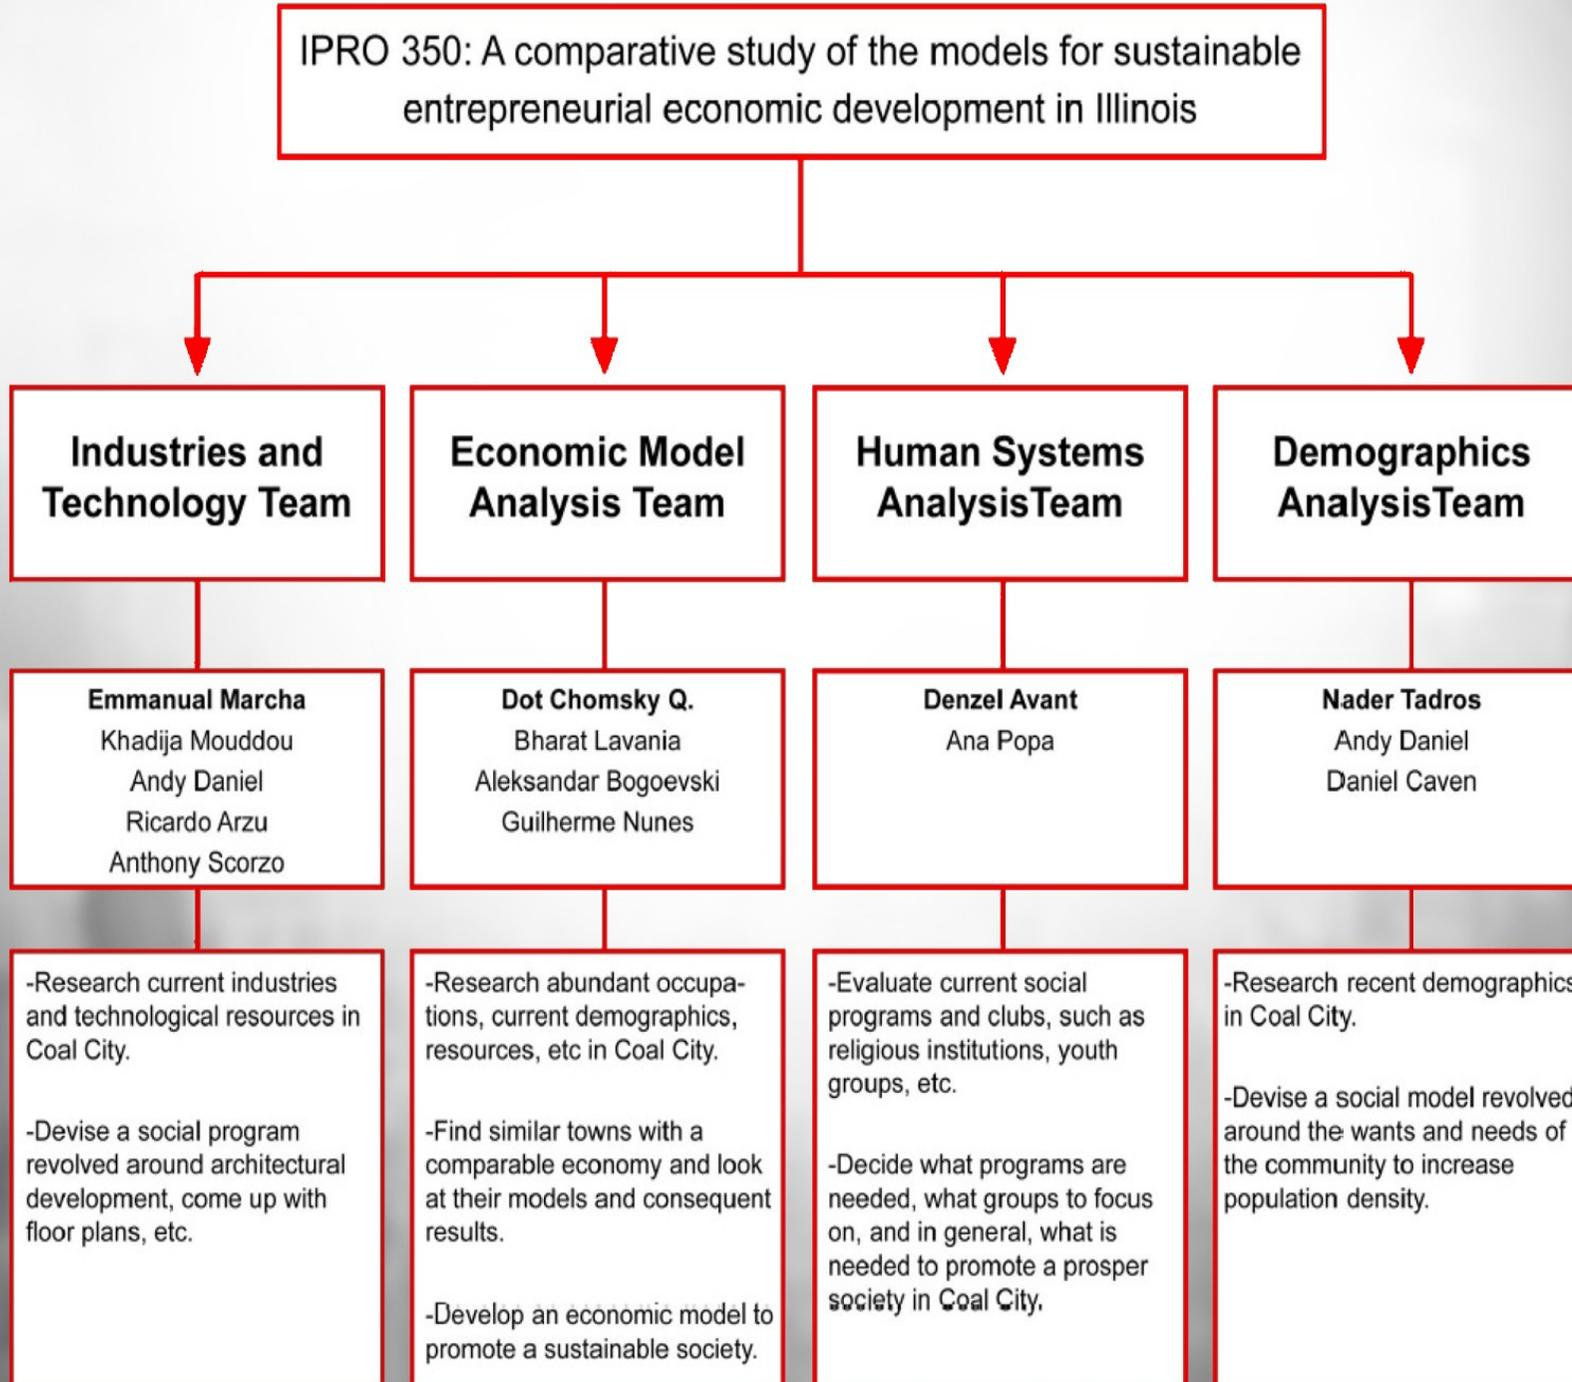 IPRO 350: A comparative study of the models for sustainable
entrepreneurial economic development in Illinois
Industries and
Technology Team
Economic Model
Analysis Team
Human Systems
AnalysisTeam
Demographics
AnalysisTeam
Emmanual Marcha
Khadija Mouddou
Andy Daniel
Ricardo Arzu
Anthony Scorzo
Dot Chomsky Q.
Bharat Lavania
Aleksandar Bogoevski
Guilherme Nunes
Denzel Avant
Ana Popa
Nader Tadros
Andy Daniel
Daniel Caven
-Research current industries
and technological resources in
Coal City.
-Devise a social program
revolved around architectural
development, come up with
floor plans, etc.
-Research abundant occupa-
tions, current demographics,
resources, etc in Coal City.
-Find similar towns with a
comparable economy and look
at their models and consequent
results.
-Develop an economic model to
promote a sustainable society.
-Evaluate current social
programs and clubs, such as
religious institutions, youth
groups, etc.
-Decide what programs are
needed, what groups to focus
on, and in general, what is
needed to promote a prosper
society in Coal City.
-Research recent demographics
in Coal City.
-Devise a social model revolved
around the wants and needs of
the community to increase
population density.